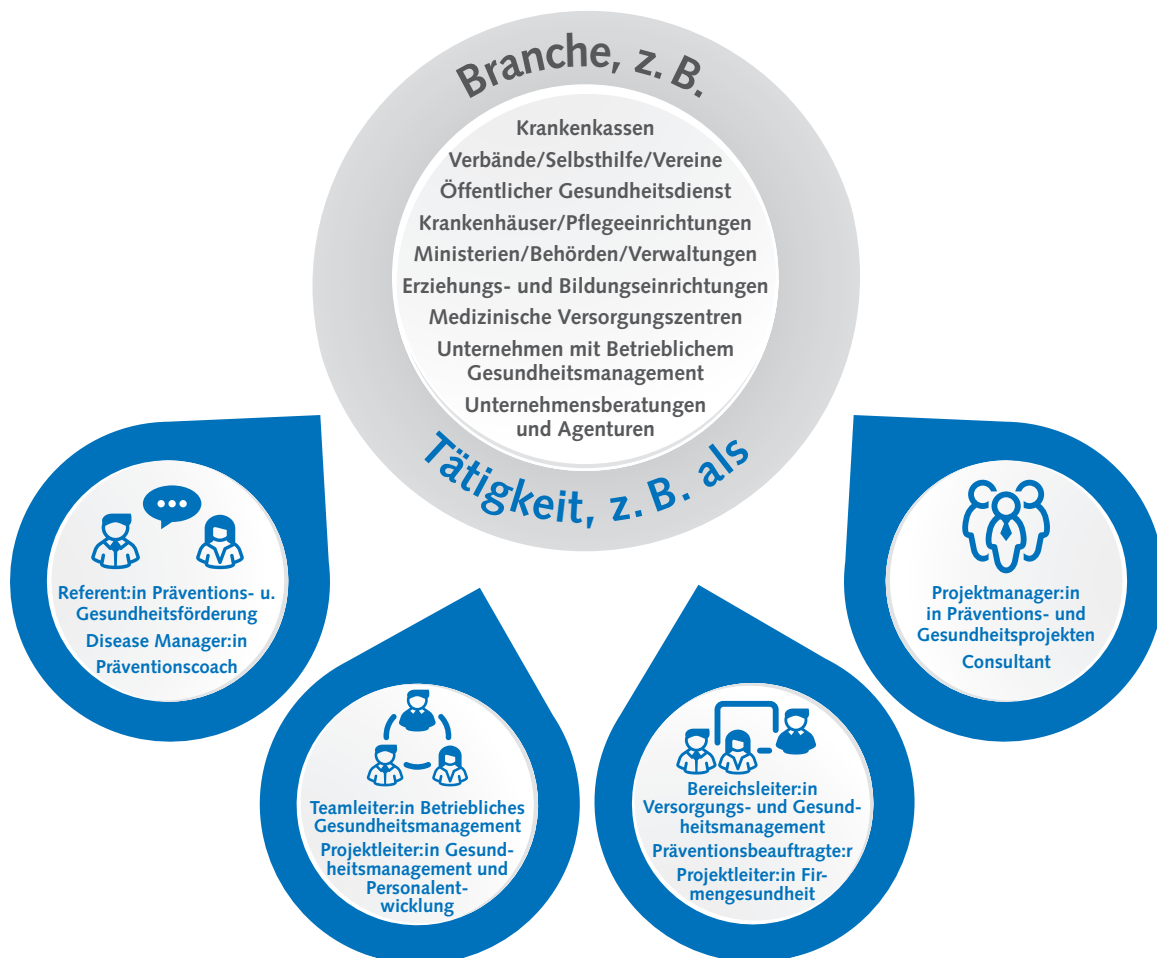 Branche, z. B.
Krankenkassen
Verbände/Selbsthilfe/Vereine
Öffentlicher Gesundheitsdienst
Krankenhäuser/Pflegeeinrichtungen
Ministerien/Behörden/Verwaltungen
Erziehungs- und Bildungseinrichtungen
Medizinische Versorgungszentren
Unternehmen mit Betrieblichem
Gesundheitsmanagement
Unternehmensberatungen
und Agenturen
Tätigkeit, z. B. als
Referent:in Präventions- u.
Gesundheitsförderung
Disease Manager:in
Präventionscoach
Teamleiter:in Betriebliches
Gesundheitsmanagement
Projektleiter:in Gesund-
heitsmanagement und
Personalent-
wicklung
Bereichsleiter:in
Versorgungs- und Gesund-
heitsmanagement
Präventionsbeauftragte:r
Projektleiter:in Fir-
mengesundheit
Projektmanager:in
in Präventions- und
Gesundheitsprojekten
Consultant